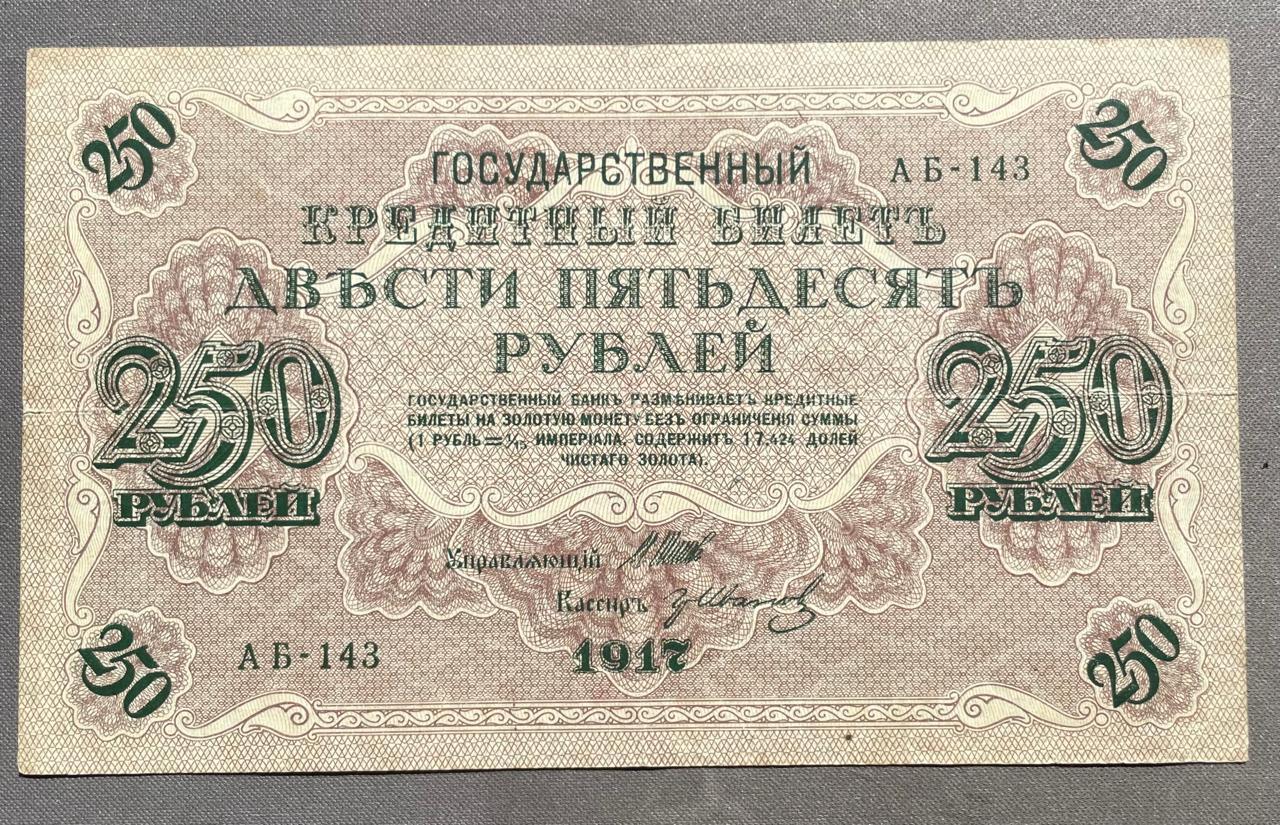 250
250
ГОСУДАРСТВЕННЫЙ АБ-143
КРЕДИТНЫЙ БИЛЕТЪ
ДВѢСТИ ПЯТЬДЕСЯТЪ
РУБЛЕЙ
250 РУБЛЕЙ
250 РУБЛЕЙ
ГОСУДАРСТВЕННЫЙ БАНКЪ РАЗМѢНИВАЕТЪ КРЕДИТНЫЕ
БИЛЕТЫ НА ЗОЛОТУЮ МОНЕТУ БЕЗЪ ОГРАНИЧЕНІЯ СУММЫ
(1 РУБЛЬ = 1/15 ИМПЕРІАЛА, СОДЕРЖИТЪ 17,424 ДОЛЕЙ
ЧИСТАГО ЗОЛОТА).
Управляющій
Кассиръ ГрИванов
АБ-143
1917
250
250